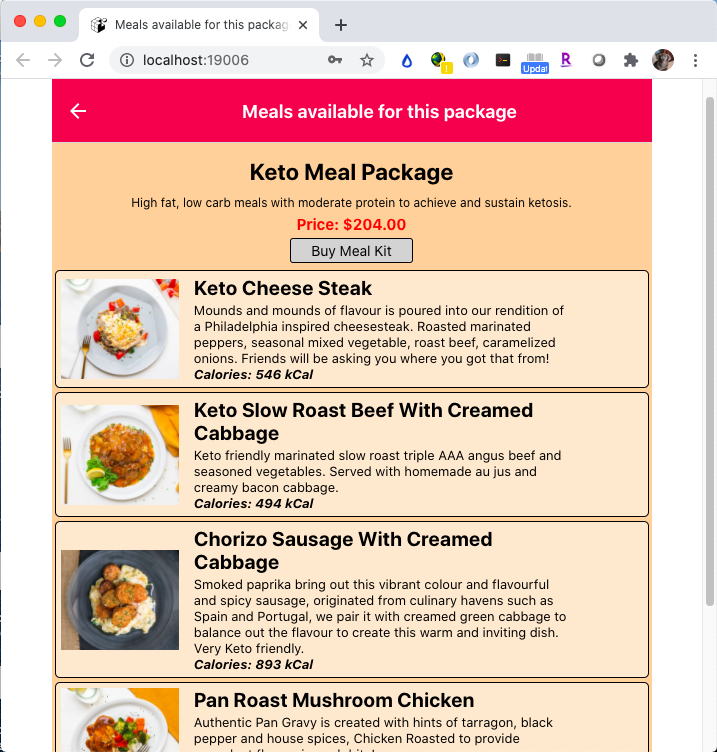 Meals available for this packag
localhost:19006
Updat
Meals available for this package
Keto Meal Package
High fat, low carb meals with moderate protein to achieve and sustain ketosis.
Price: $204.00
Buy Meal Kit
Keto Cheese Steak
Mounds and mounds of flavour is poured into our rendition of
a Philadelphia inspired cheesesteak. Roasted marinated
peppers, seasonal mixed vegetable, roast beef, caramelized
onions. Friends will be asking you where you got that from!
Calories: 546 kCal
Keto Slow Roast Beef With Creamed
Cabbage
Keto friendly marinated slow roast triple AAA angus beef and
seasoned vegetables. Served with homemade au jus and
creamy bacon cabbage.
Calories: 494 kCal
Chorizo Sausage With Creamed
Cabbage
Smoked paprika bring out this vibrant colour and flavourful
and spicy sausage, originated from culinary havens such as
Spain and Portugal, we pair it with creamed green cabbage to
balance out the flavour to create this warm and inviting dish.
Very Keto friendly.
Calories: 893 kCal
Pan Roast Mushroom Chicken
Authentic Pan Gravy is created with hints of tarragon, black
pepper and house spices, Chicken Roasted to provide